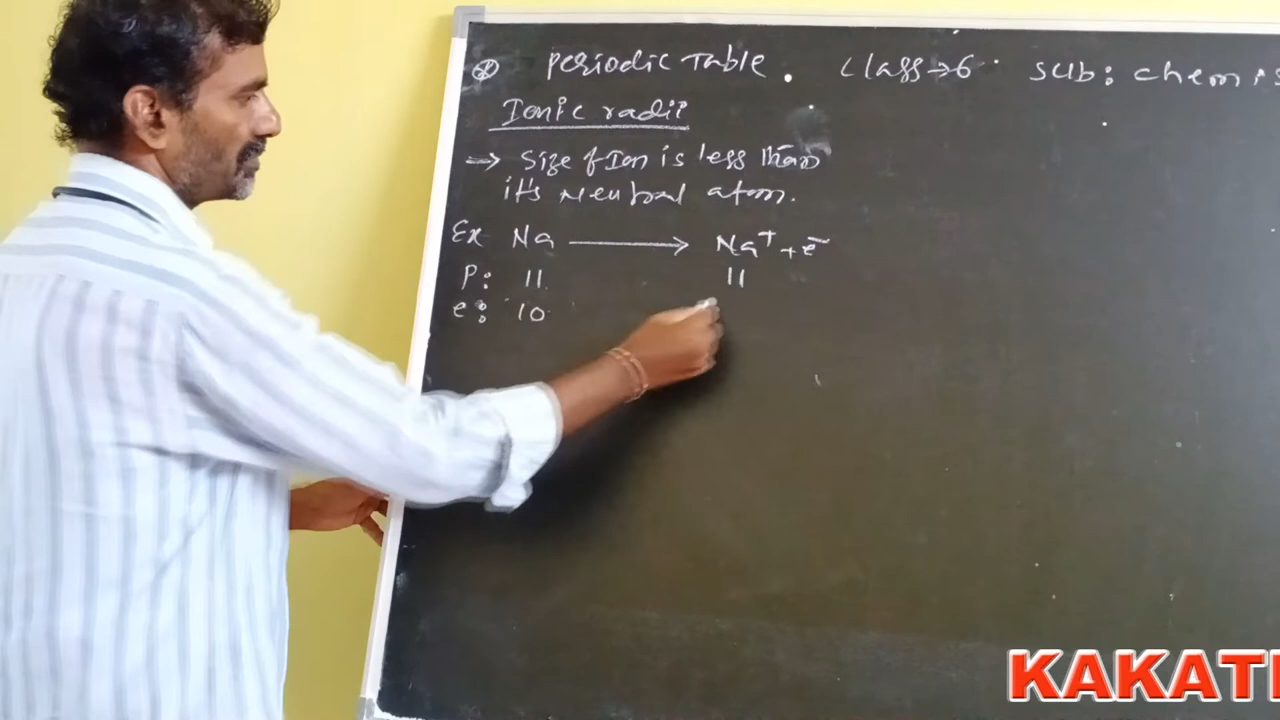 Periodic Table. Class→6. Sub: chemis
Ionic radii
→ Size of Ion is less than
it's Neutral atom.
Ex Na → Na⁺ + e⁻
P: 11 11
e: 10
KAKATI